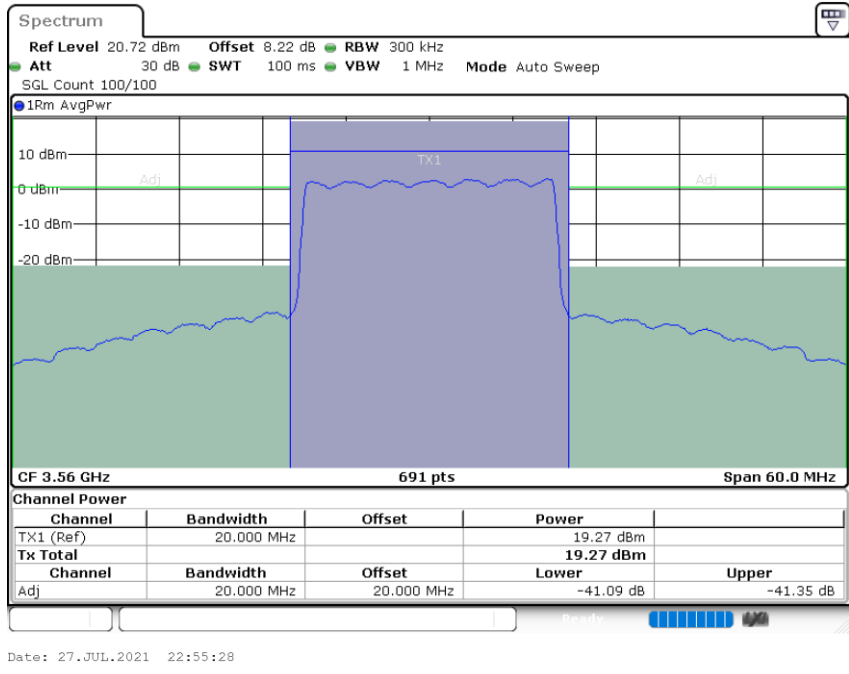 Spectrum
Ref Level 20.72 dBm Offset 8.22 dB RBW 300 kHz
Att 30 dB SWT 100 ms VBW 1 MHz Mode Auto Sweep
SGL Count 100/100
1Rm AvgPwr
10 dBm
TX1
Adj Adj
0 dBm
-10 dBm
-20 dBm
CF 3.56 GHz 691 pts Span 60.0 MHz
Channel Power
Channel Bandwidth Offset Power
TX1 (Ref) 20.000 MHz 19.27 dBm
Tx Total 19.27 dBm
Channel Bandwidth Offset Lower Upper
Adj 20.000 MHz 20.000 MHz -41.09 dB -41.35 dB
Ready
Date: 27.JUL.2021 22:55:28